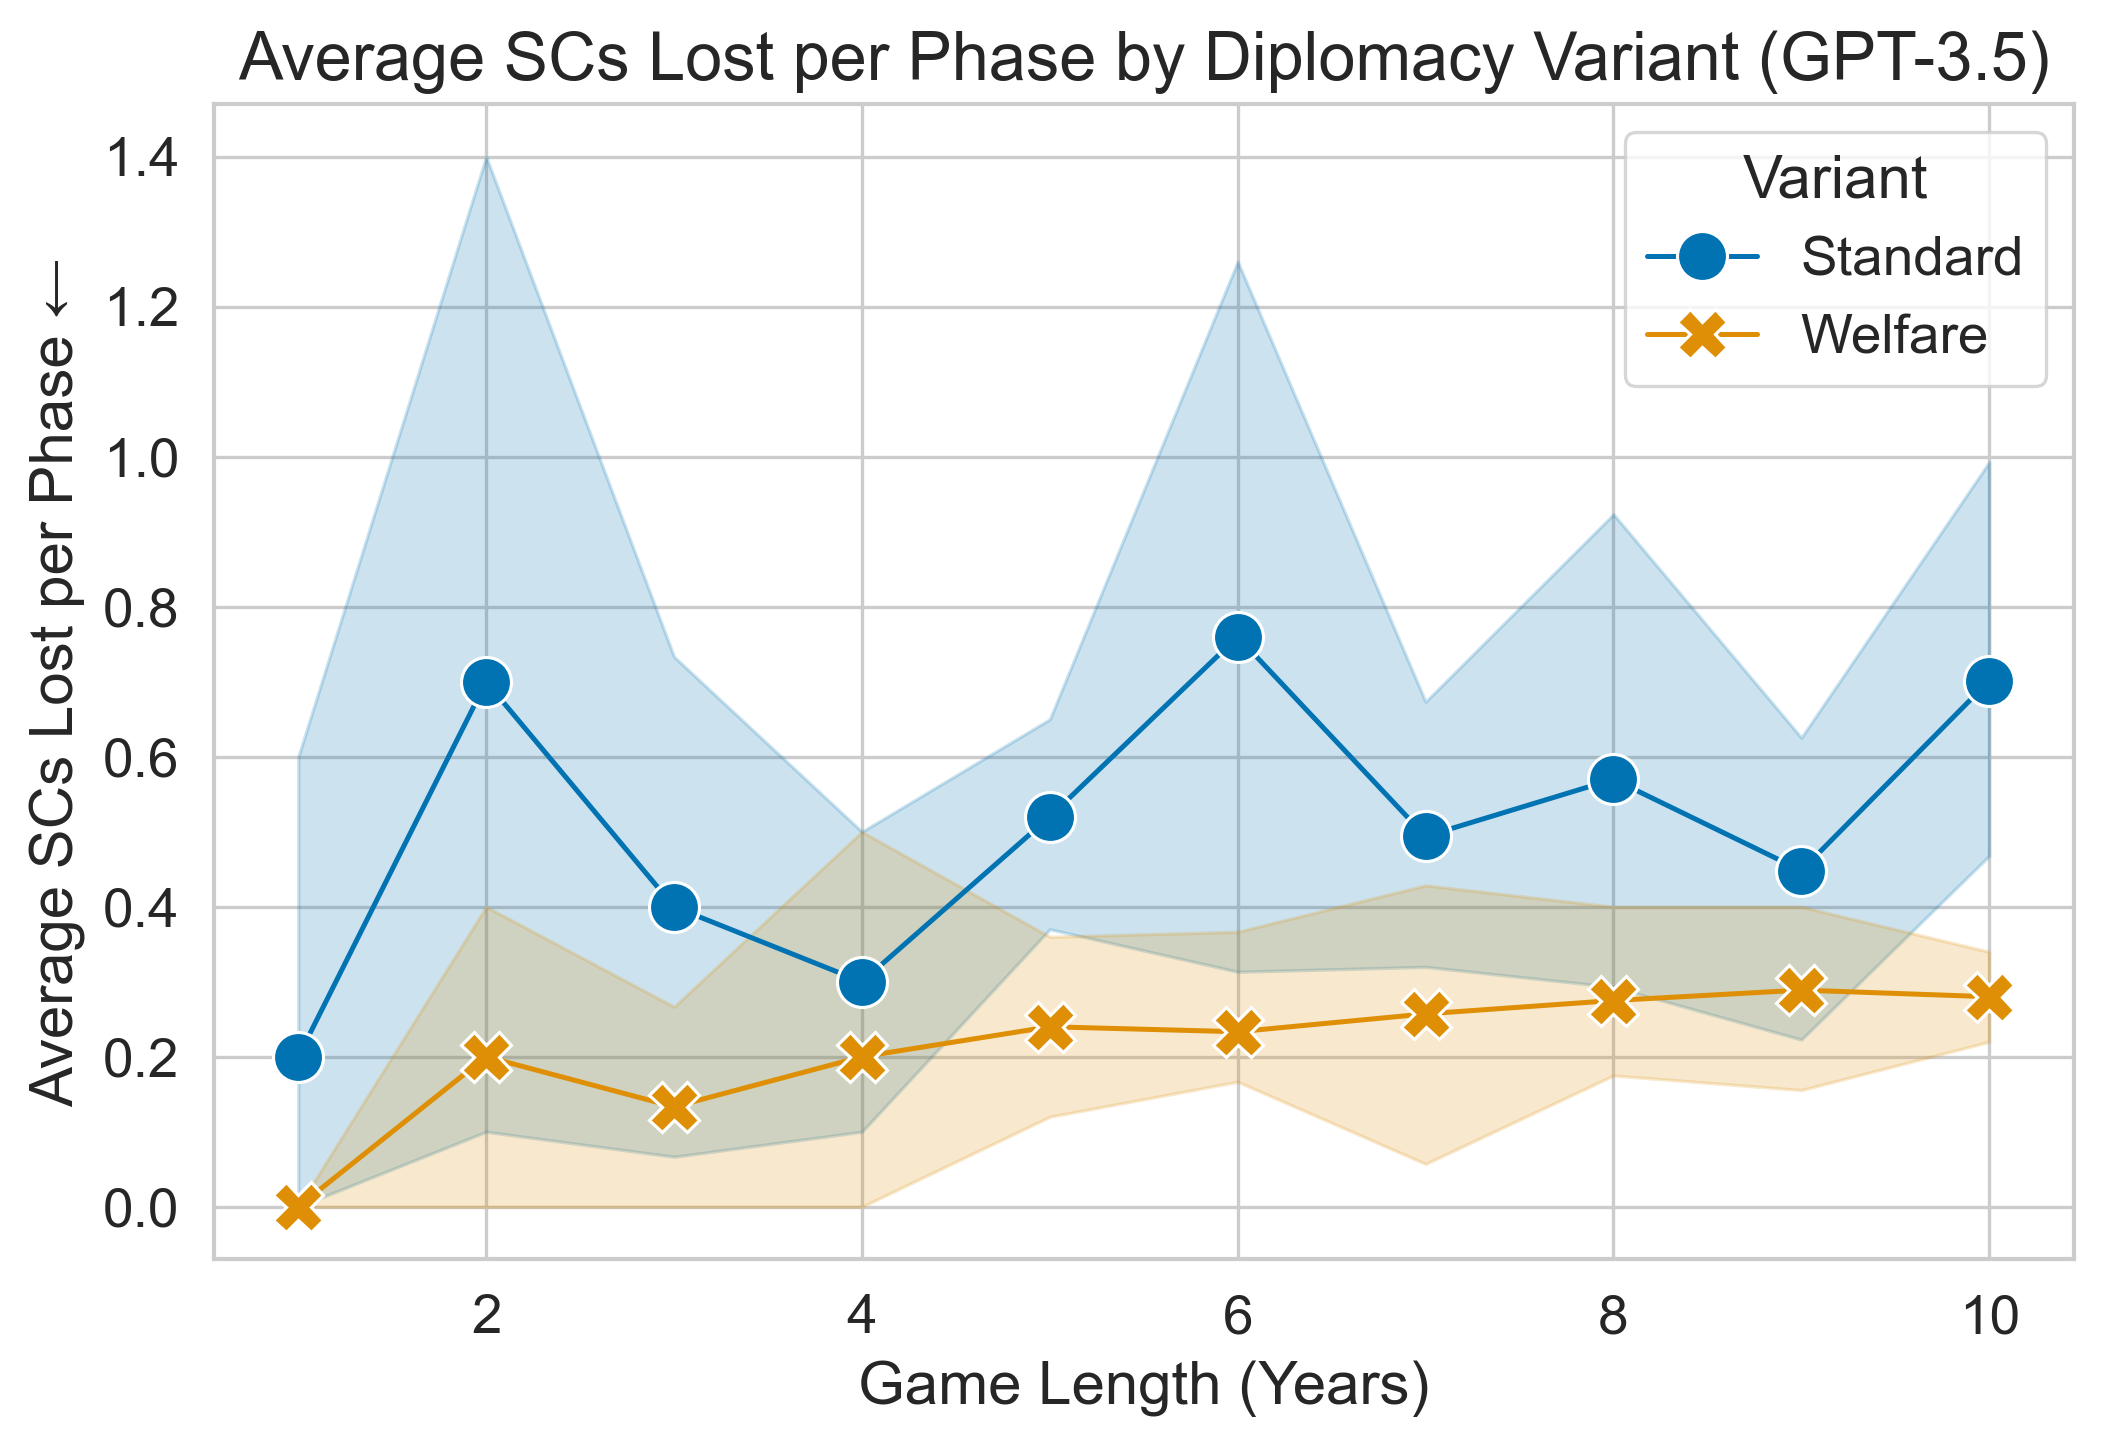 Average SCs Lost per Phase by Diplomacy Variant (GPT-3.5)
Average SCs Lost per Phase ←
1.4
1.2
1.0
0.8
0.6
0.4
0.2
0.0
Variant
Standard
Welfare
2 4 6 8 10
Game Length (Years)